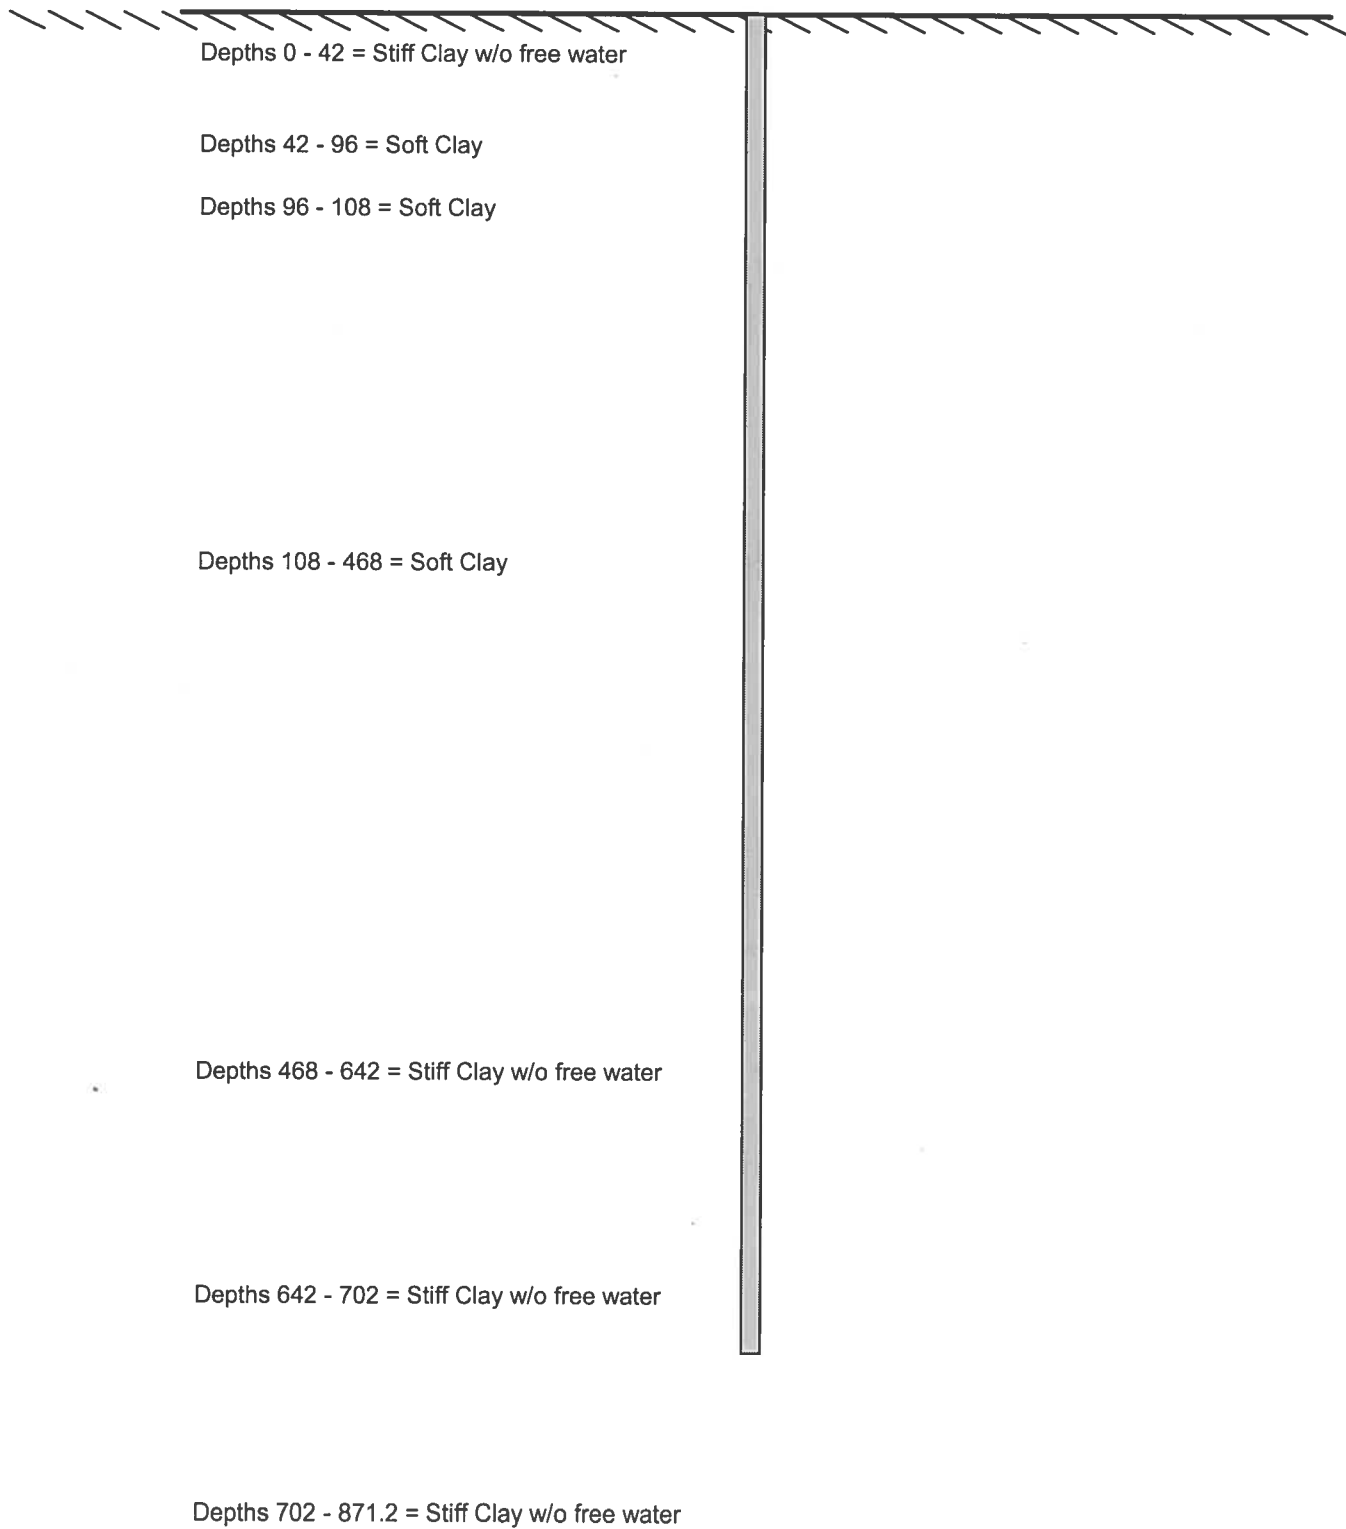 Depths 0 - 42 = Stiff Clay w/o free water
Depths 42 - 96 = Soft Clay
Depths 96 - 108 = Soft Clay
Depths 108 - 468 = Soft Clay
Depths 468 - 642 = Stiff Clay w/o free water
Depths 642 - 702 = Stiff Clay w/o free water
Depths 702 - 871.2 = Stiff Clay w/o free water